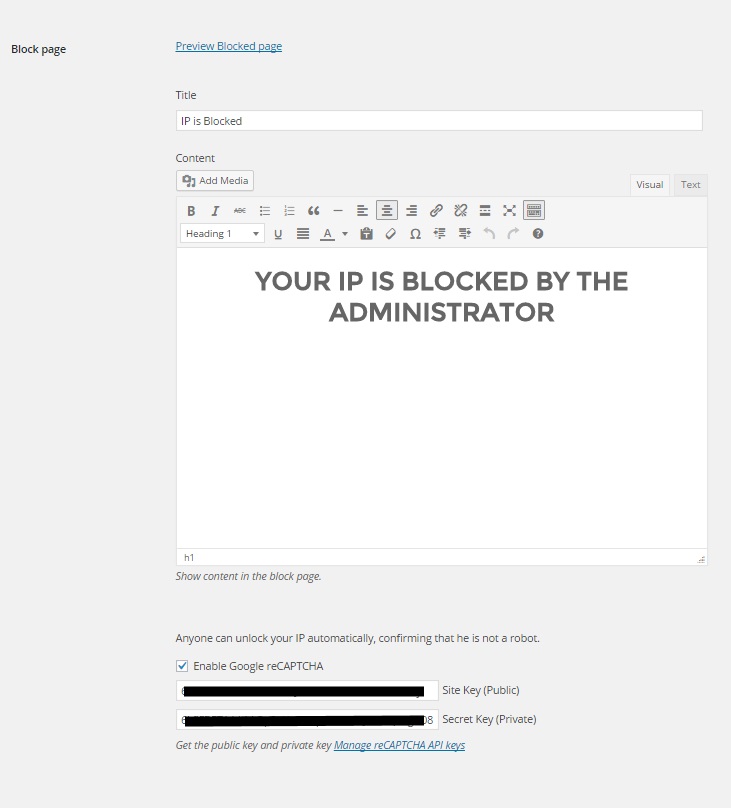 Block page
Preview Blocked page
Title
IP is Blocked
Content
Add Media
Visual Text
B I ABC
Heading 1 U A Ω
YOUR IP IS BLOCKED BY THE
ADMINISTRATOR
h1
Show content in the block page.
Anyone can unlock your IP automatically, confirming that he is not a robot.
Enable Google reCAPTCHA
Site Key (Public)
Secret Key (Private)
Get the public key and private key Manage reCAPTCHA API keys